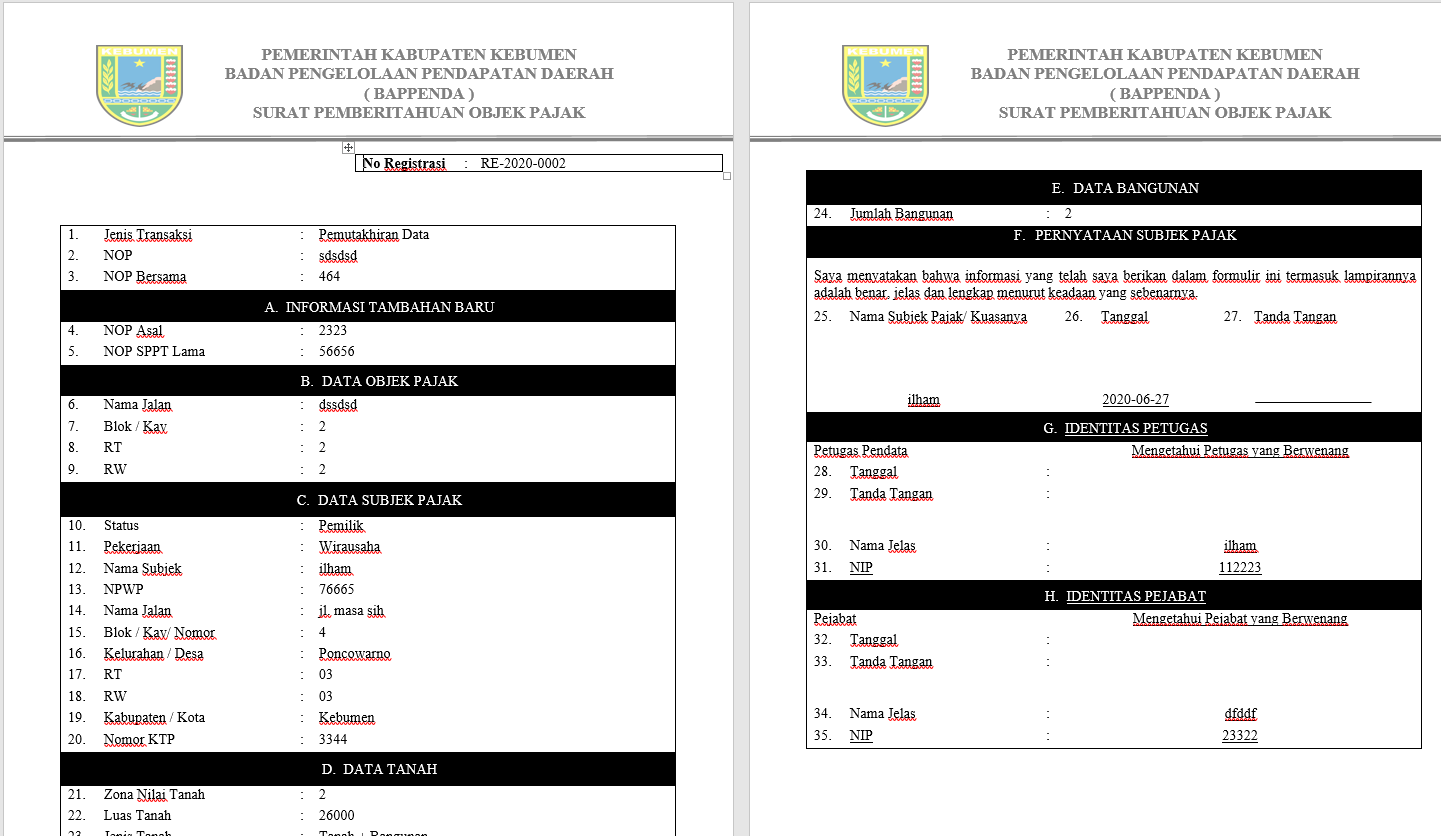 KEBUMEN
PEMERINTAH KABUPATEN KEBUMEN
BADAN PENGELOLAAN PENDAPATAN DAERAH
( BAPPENDA )
SURAT PEMBERITAHUAN OBJEK PAJAK
No Registrasi : RE-2020-0002
1. Jenis Transaksi : Pemutakhiran Data
2. NOP : sdsdsd
3. NOP Bersama : 464
A. INFORMASI TAMBAHAN BARU
4. NOP Asal : 2323
5. NOP SPPT Lama : 56656
B. DATA OBJEK PAJAK
6. Nama Jalan : dssdsd
7. Blok / Kav : 2
8. RT : 2
9. RW : 2
C. DATA SUBJEK PAJAK
10. Status : Pemilik
11. Pekerjaan : Wirausaha
12. Nama Subjek : ilham
13. NPWP : 76665
14. Nama Jalan : jl. masa sih
15. Blok / Kav/ Nomor : 4
16. Kelurahan / Desa : Poncowarno
17. RT : 03
18. RW : 03
19. Kabupaten / Kota : Kebumen
20. Nomor KTP : 3344
D. DATA TANAH
21. Zona Nilai Tanah : 2
22. Luas Tanah : 26000
23. Jenis Tanah : Tanah + Bangunan
KEBUMEN
PEMERINTAH KABUPATEN KEBUMEN
BADAN PENGELOLAAN PENDAPATAN DAERAH
( BAPPENDA )
SURAT PEMBERITAHUAN OBJEK PAJAK
E. DATA BANGUNAN
24. Jumlah Bangunan : 2
F. PERNYATAAN SUBJEK PAJAK
Saya menyatakan bahwa informasi yang telah saya berikan dalam formulir ini termasuk lampirannya
adalah benar, jelas dan lengkap menurut keadaan yang sebenarnya.
25. Nama Subjek Pajak/ Kuasanya 26. Tanggal 27. Tanda Tangan
ilham 2020-06-27
G. IDENTITAS PETUGAS
Petugas Pendata Mengetahui Petugas yang Berwenang
28. Tanggal :
29. Tanda Tangan :
30. Nama Jelas : ilham
31. NIP : 112223
H. IDENTITAS PEJABAT
Pejabat Mengetahui Pejabat yang Berwenang
32. Tanggal :
33. Tanda Tangan :
34. Nama Jelas : dfddf
35. NIP : 23322